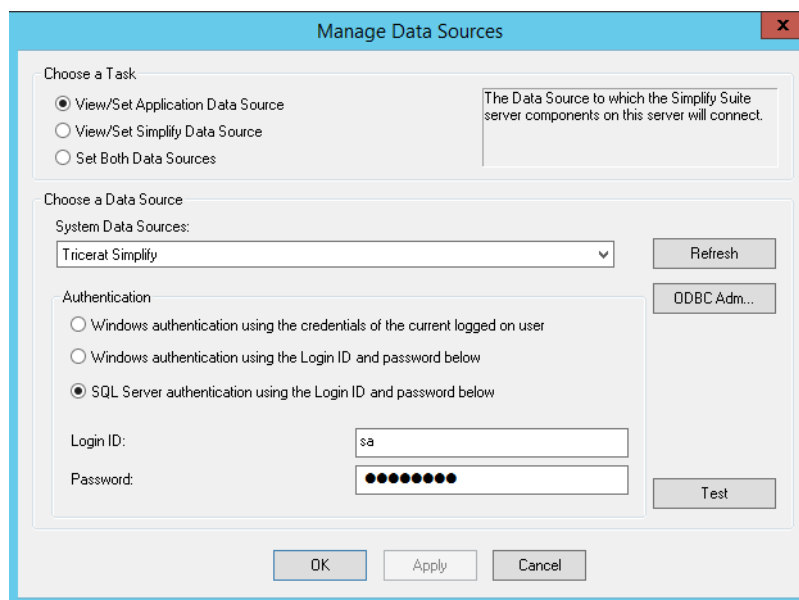 Manage Data Sources
x
Choose a Task
View/Set Application Data Source
View/Set Simplify Data Source
Set Both Data Sources
The Data Source to which the Simplify Suite
server components on this server will connect.
Choose a Data Source
System Data Sources:
Tricerat Simplify
Refresh
Authentication
ODBC Adm...
Windows authentication using the credentials of the current logged on user
Windows authentication using the Login ID and password below
SQL Server authentication using the Login ID and password below
Login ID:
sa
Password:
●●●●●●●●
Test
OK
Apply
Cancel